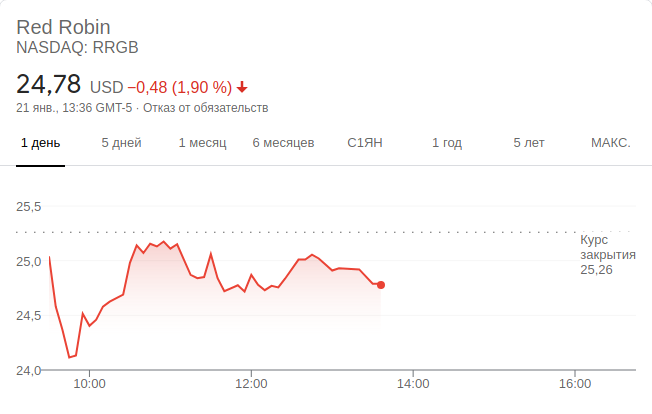 Red Robin
NASDAQ: RRGB
24,78 USD −0,48 (1,90 %)
21 янв., 13:36 GMT-5 · Отказ от обязательств
1 день 5 дней 1 месяц 6 месяцев С1ЯН 1 год 5 лет МАКС.
25,5
Курс
закрытия
25,26
25,0
24,5
24,0
10:00 12:00 14:00 16:00